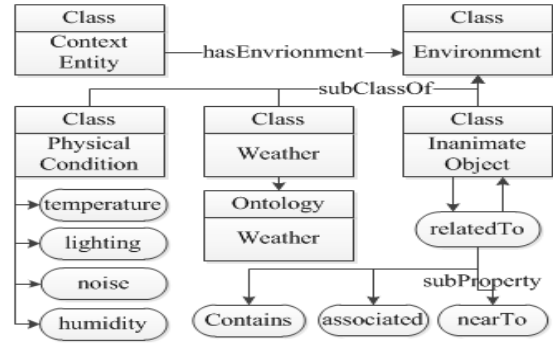 Class
Context
Entity
hasEnvrionment
Class
Environment
subClassOf
Class
Physical
Condition
Class
Weather
Class
Inanimate
Object
temperature
lighting
noise
humidity
Ontology
Weather
relatedTo
subProperty
Contains
associated
nearTo